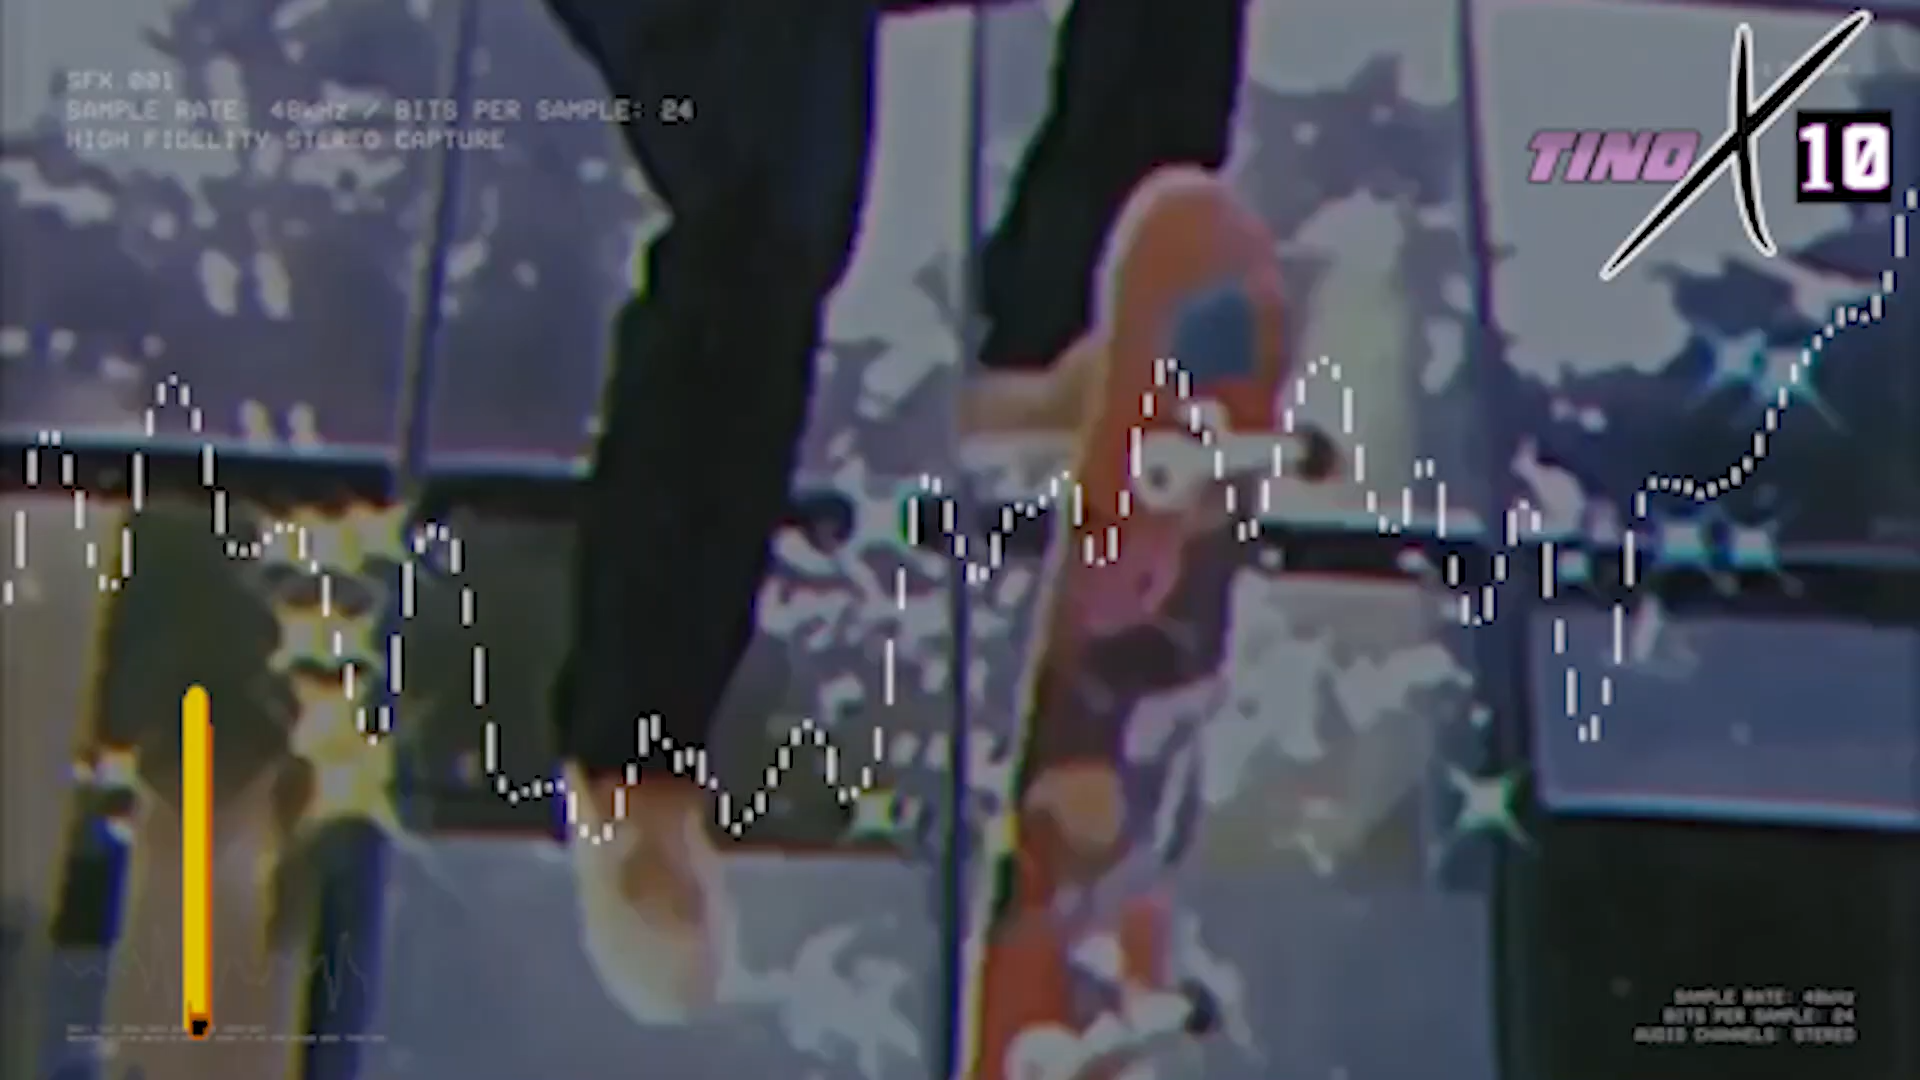 SFX.001
SAMPLE RATE: 48kHz / BITS PER SAMPLE: 24
HIGH FIDELITY STEREO CAPTURE
TINO X 10
SAMPLE RATE: 48kHz
BITS PER SAMPLE: 24
AUDIO CHANNELS: STEREO